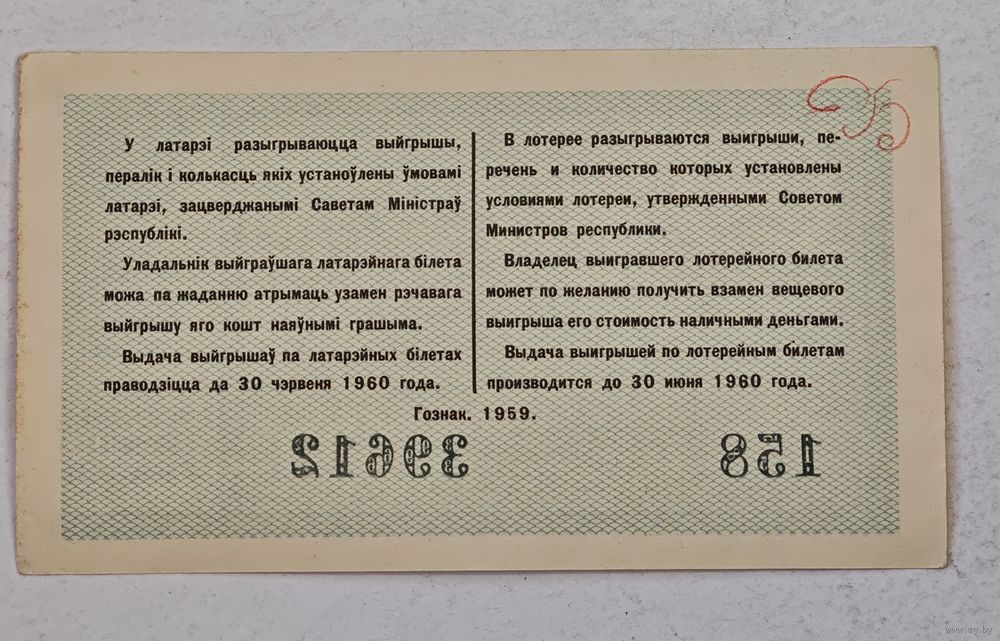 У латарэі разыгрываюцца выйгрышы,
пералік і колькасць якіх устаноўлены ўмовамі
латарэі, зацверджанымі Саветам Міністраў
рэспублікі.
Уладальнік выйграўшага латарэйнага білета
можа па жаданню атрымаць узамен рэчавага
выйгрышу яго кошт наяўнымі грашыма.
Выдача выйгрышаў па латарэйных білетах
праводзіцца да 30 чэрвеня 1960 года.
В лотерее разыгрываются выигрыши, пе-
речень и количество которых установлены
условиями лотереи, утвержденными Советом
Министров республики.
Владелец выигравшего лотерейного билета
может по желанию получить взамен вещевого
выигрыша его стоимость наличными деньгами.
Выдача выигрышей по лотерейным билетам
производится до 30 июня 1960 года.
Гознак. 1959.
39612 158
www.ay.by